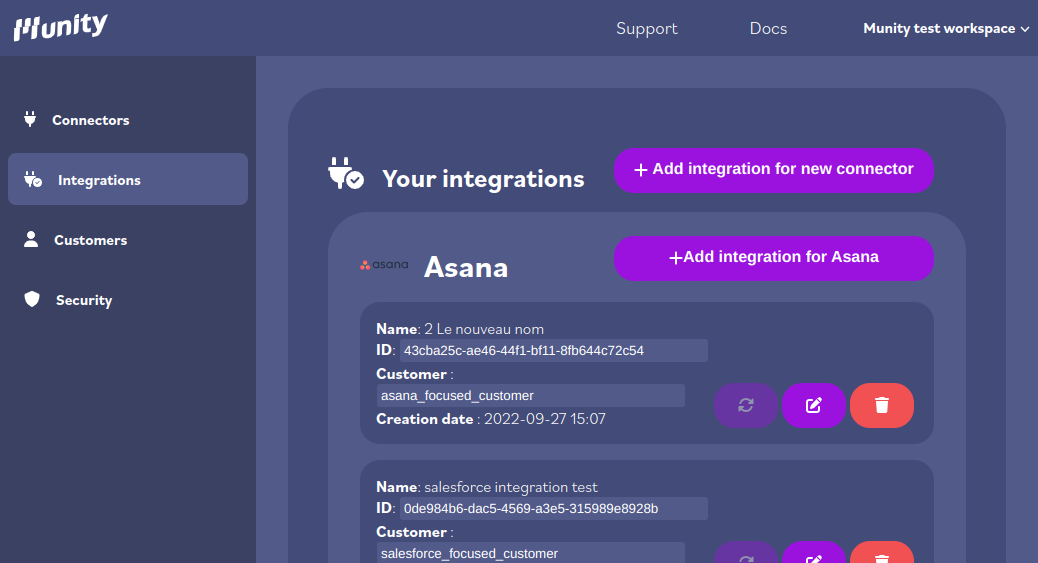 Munity
Support
Docs
Munity test workspace
Connectors
Integrations
Customers
Security
Your integrations
+ Add integration for new connector
asana
Asana
+Add integration for Asana
Name: 2 Le nouveau nom
ID: 43cba25c-ae46-44f1-bf11-8fb644c72c54
Customer :
asana_focused_customer
Creation date : 2022-09-27 15:07
Name: salesforce integration test
ID: 0de984b6-dac5-4569-a3e5-315989e8928b
Customer :
salesforce_focused_customer